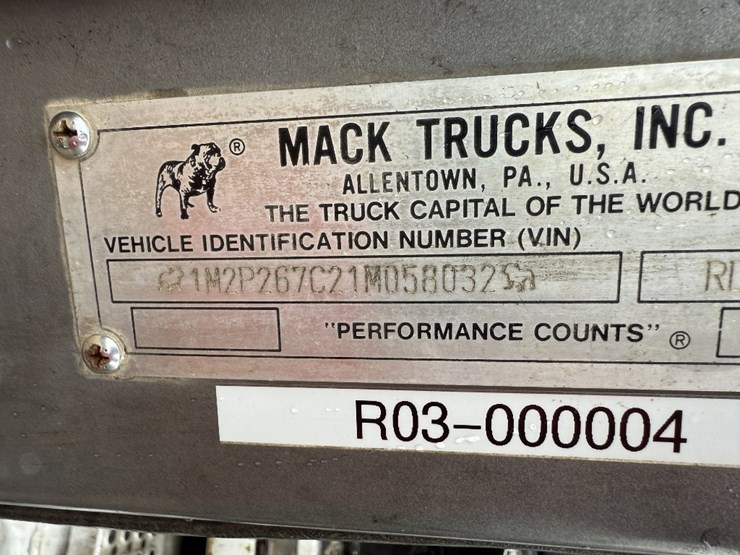 ® MACK TRUCKS, INC.
ALLENTOWN, PA., U.S.A.
THE TRUCK CAPITAL OF THE WORLD
VEHICLE IDENTIFICATION NUMBER (VIN)
1M2P267C21M058032
"PERFORMANCE COUNTS" ®
R03-000004